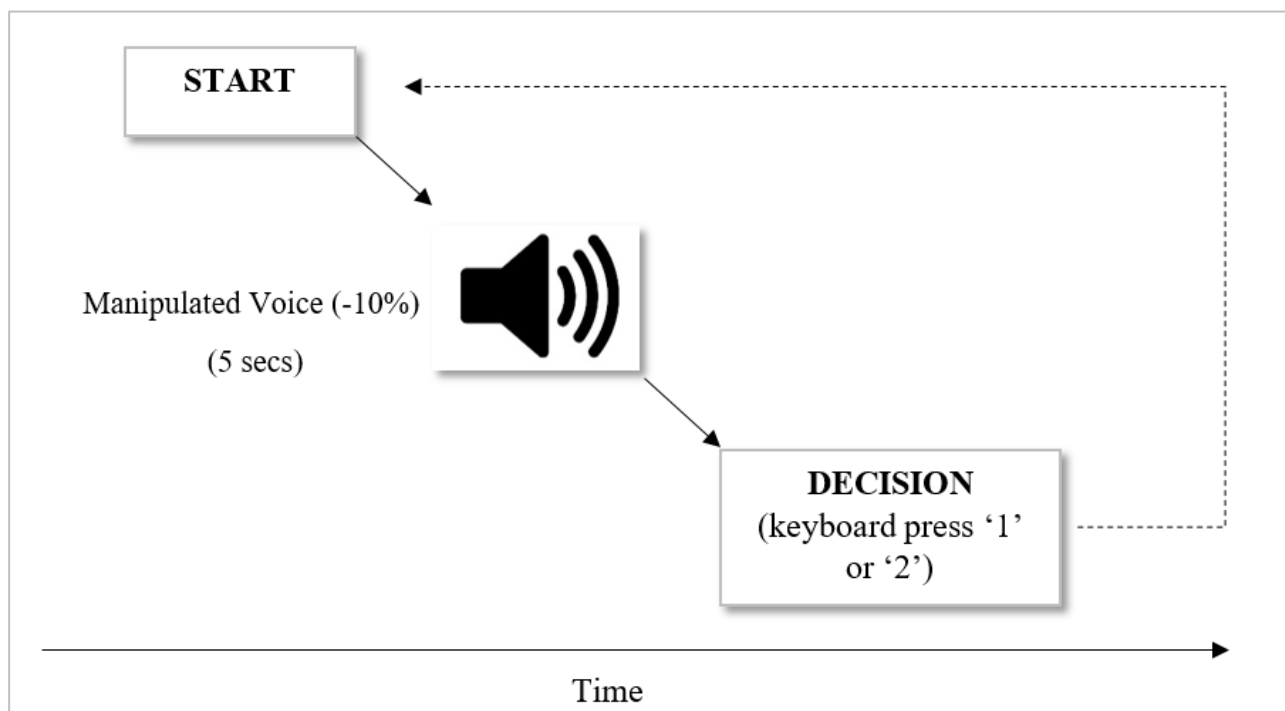 START
Manipulated Voice (-10%)
(5 secs)
DECISION
(keyboard press ‘1’
or ‘2’)
Time